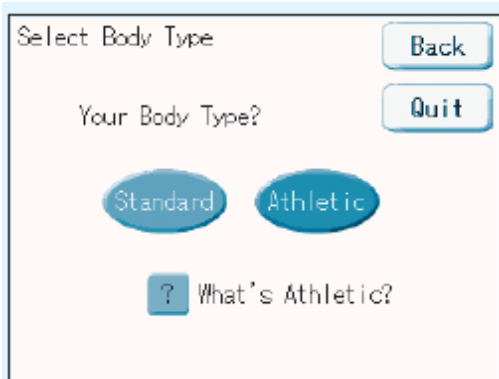 Select Body Type
Back
Your Body Type?
Quit
Standard
Athletic
? What's Athletic?